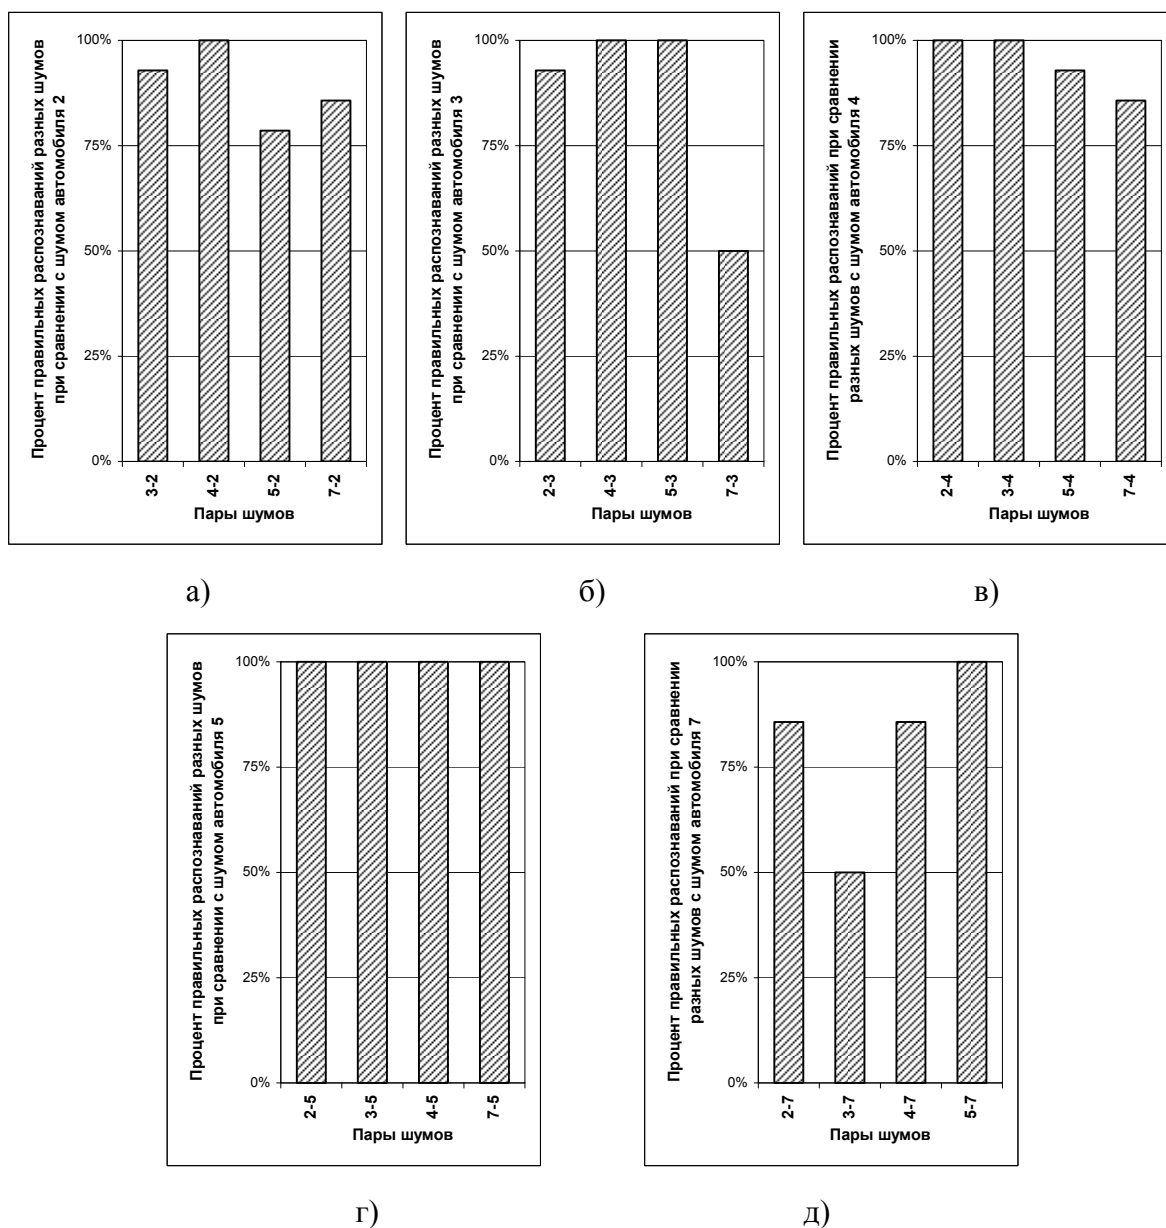 Процент правильных распознаваний разных шумов
при сравнении с шумом автомобиля 2
100%
75%
50%
25%
0%
3-2
4-2
5-2
7-2
Пары шумов
а)
Процент правильных распознаваний разных шумов
при сравнении с шумом автомобиля 3
100%
75%
50%
25%
0%
2-3
4-3
5-3
7-3
Пары шумов
б)
Процент правильных распознаваний при сравнении
разных шумов с шумом автомобиля 4
100%
75%
50%
25%
0%
2-4
3-4
5-4
7-4
Пары шумов
в)
Процент правильных распознаваний разных шумов
при сравнении с шумом автомобиля 5
100%
75%
50%
25%
0%
2-5
3-5
4-5
7-5
Пары шумов
г)
Процент правильных распознаваний при сравнении
разных шумов с шумом автомобиля 7
100%
75%
50%
25%
0%
2-7
3-7
4-7
5-7
Пары шумов
д)